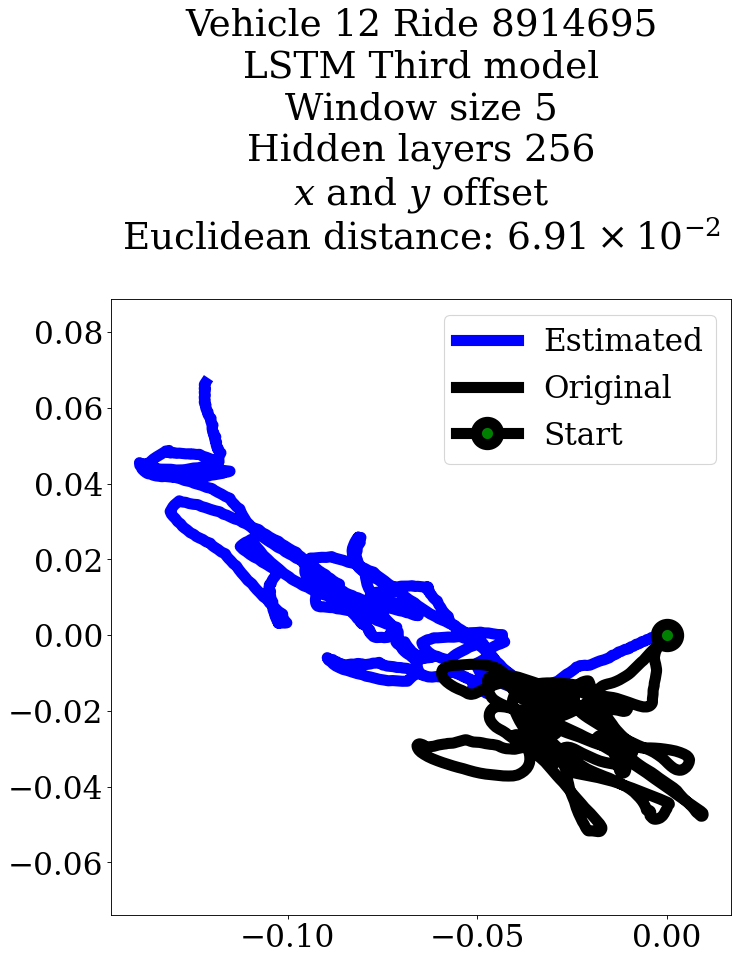 Vehicle 12 Ride 8914695
LSTM Third model
Window size 5
Hidden layers 256
x and y offset
Euclidean distance: 6.91 × 10⁻²
Estimated
Original
Start
0.08
0.06
0.04
0.02
0.00
−0.02
−0.04
−0.06
−0.10
−0.05
0.00